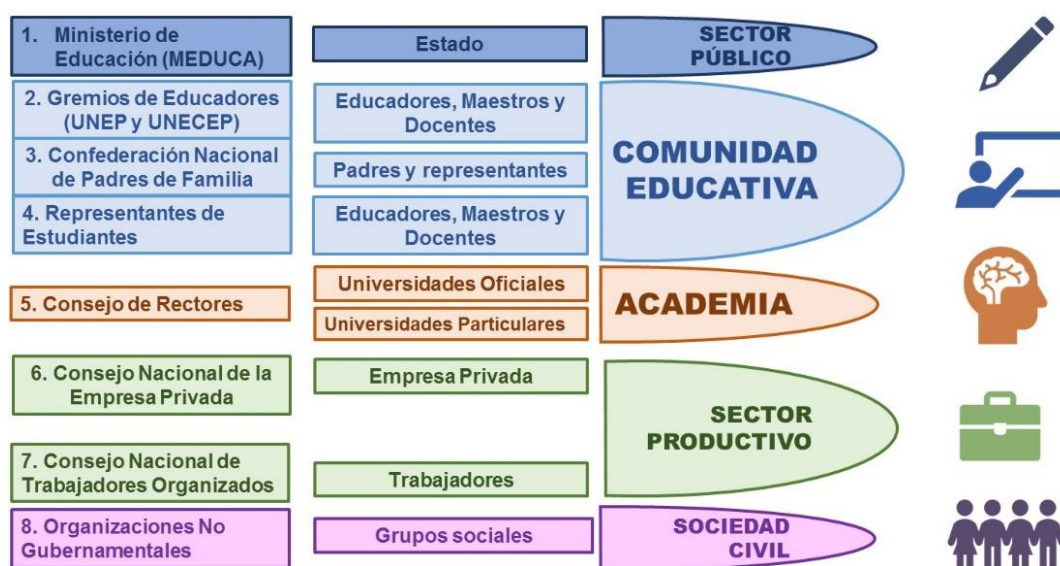 1. Ministerio de
Educación (MEDUCA)
Estado
SECTOR
PÚBLICO
2. Gremios de Educadores
(UNEP y UNECEP)
Educadores, Maestros y
Docentes
3. Confederación Nacional
de Padres de Familia
Padres y representantes
4. Representantes de
Estudiantes
Educadores, Maestros y
Docentes
COMUNIDAD
EDUCATIVA
5. Consejo de Rectores
Universidades Oficiales
Universidades Particulares
ACADEMIA
6. Consejo Nacional de la
Empresa Privada
Empresa Privada
7. Consejo Nacional de
Trabajadores Organizados
Trabajadores
SECTOR
PRODUCTIVO
8. Organizaciones No
Gubernamentales
Grupos sociales
SOCIEDAD
CIVIL